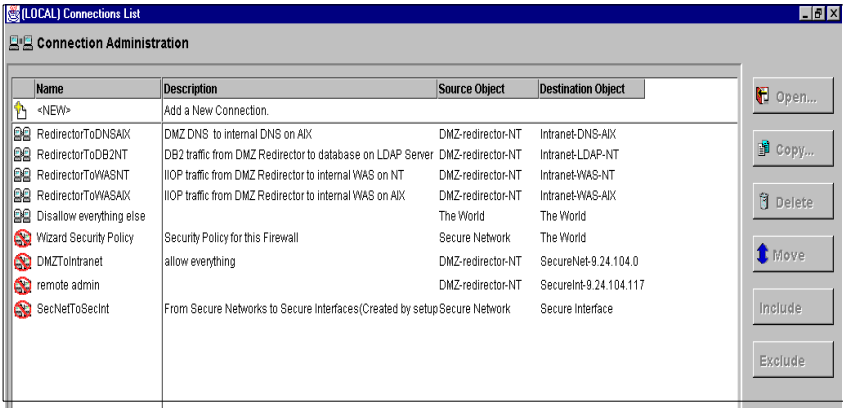 (LOCAL) Connections List
Connection Administration
Name Description Source Object Destination Object
<NEW> Add a New Connection.
RedirectorToDNSAIX DMZ DNS to internal DNS on AIX DMZ-redirector-NT Intranet-DNS-AIX
RedirectorToDB2NT DB2 traffic from DMZ Redirector to database on LDAP Server DMZ-redirector-NT Intranet-LDAP-NT
RedirectorToWASNT IIOP traffic from DMZ Redirector to internal WAS on NT DMZ-redirector-NT Intranet-WAS-NT
RedirectorToWASAIX IIOP traffic from DMZ Redirector to internal WAS on AIX DMZ-redirector-NT Intranet-WAS-AIX
Disallow everything else The World The World
Wizard Security Policy Security Policy for this Firewall Secure Network The World
DMZToIntranet allow everything DMZ-redirector-NT SecureNet-9.24.104.0
remote admin DMZ-redirector-NT SecureInt-9.24.104.117
SecNetToSecInt From Secure Networks to Secure Interfaces(Created by setup Secure Network Secure Interface
Open...
Copy...
Delete
Move
Include
Exclude